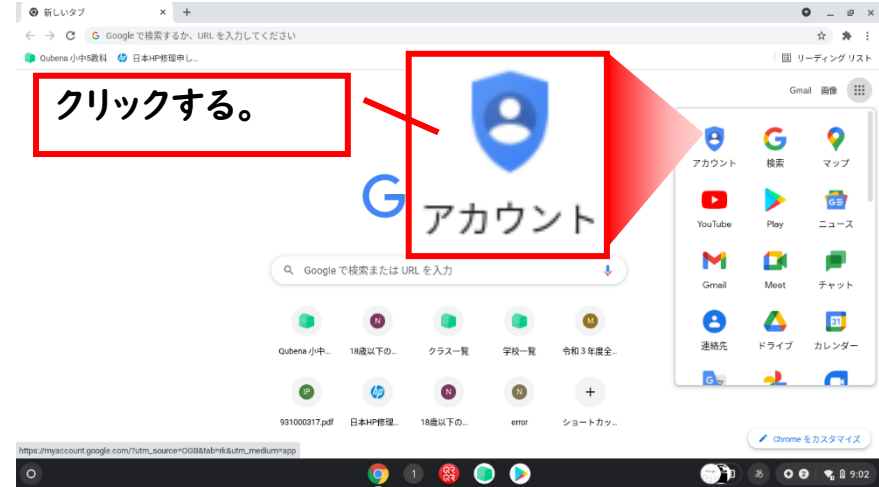 新しいタブ
Google で検索するか、URL を入力してください
Qubena 小中5教科 日本HP修理申し...
リーディング リスト
クリックする。
アカウント
Gmail 画像
アカウント 検索 マップ
YouTube Play ニュース
Gmail Meet チャット
連絡先 ドライブ カレンダー
31
G
Google で検索または URL を入力
N M
Qubena 小中... 18歳以下の... クラス一覧 学校一覧 令和３年度全...
IP hp N N
931000317.pdf 日本HP修理... 18歳以下の... error ショートカッ...
Chrome をカスタマイズ
https://myaccount.google.com/?utm_source=OGB&tab=rk&utm_medium=app
1 あ 2 9:02